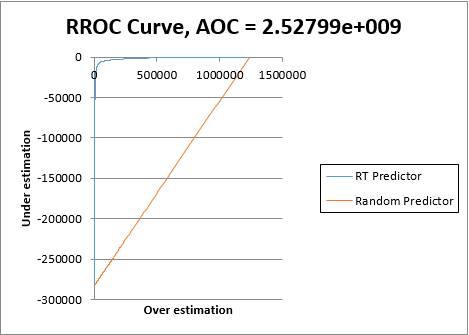 RROC Curve, AOC = 2.52799e+009
0
0 500000 1000000 1500000
-50000
-100000
-150000
-200000
-250000
-300000
Under estimation
Over estimation
RT Predictor
Random Predictor